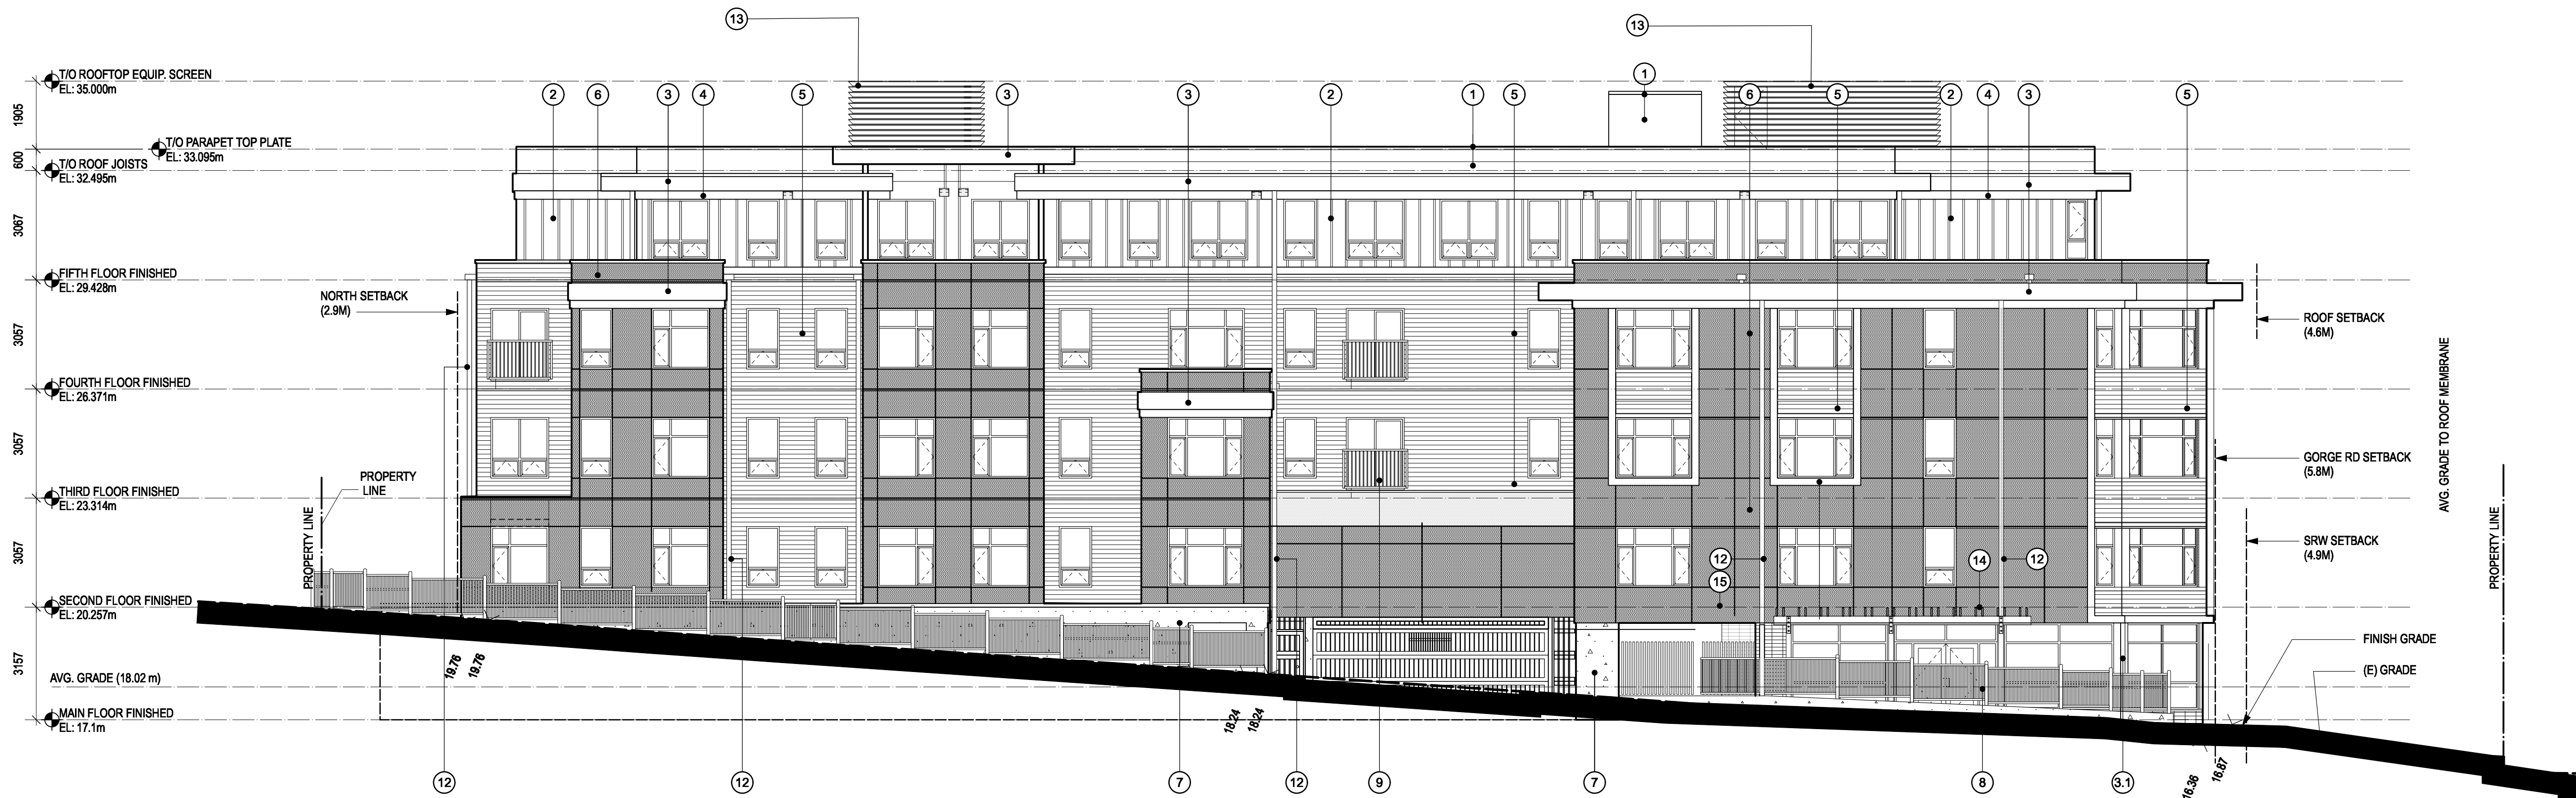 13
13
T/O ROOFTOP EQUIP. SCREEN
EL: 35.000m
1
2
6
3
4
5
3
3
2
1
5
6
5
2
4
3
5
1905
T/O PARAPET TOP PLATE
EL: 33.095m
600
T/O ROOF JOISTS
EL: 32.495m
3067
FIFTH FLOOR FINISHED
EL: 29.428m
NORTH SETBACK
(2.9M)
ROOF SETBACK
(4.6M)
3057
FOURTH FLOOR FINISHED
EL: 26.371m
AVG. GRADE TO ROOF MEMBRANE
3057
GORGE RD SETBACK
(5.8M)
PROPERTY
LINE
THIRD FLOOR FINISHED
EL: 23.314m
PROPERTY LINE
PROPERTY LINE
3057
SRW SETBACK
(4.9M)
12
14
12
15
SECOND FLOOR FINISHED
EL: 20.257m
FINISH GRADE
3157
19.76
19.76
(E) GRADE
AVG. GRADE (18.02 m)
MAIN FLOOR FINISHED
EL: 17.1m
18.24
18.24
16.36
16.87
12
12
7
12
9
7
8
3.1